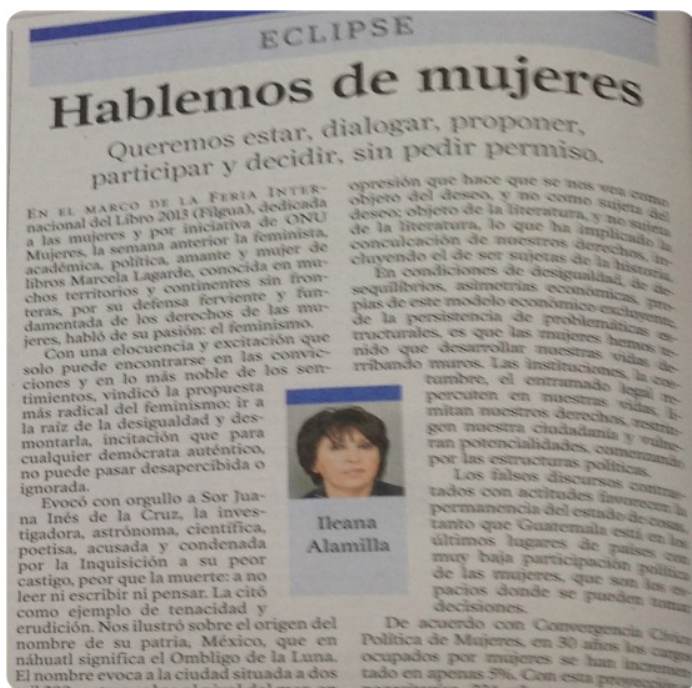 ECLIPSE
Hablemos de mujeres
Queremos estar, dialogar, proponer,
participar y decidir, sin pedir permiso.
EN EL MARCO DE LA FERIA INTER-
nacional del Libro 2013 (Filgua), dedicada
a las mujeres y por iniciativa de ONU
Mujeres, la semana anterior la feminista,
académica, política, amante y mujer de
libros Marcela Lagarde, conocida en mu-
chos territorios y continentes sin fron-
teras, por su defensa ferviente y fun-
damentada de los derechos de las mu-
jeres, habló de su pasión: el feminismo.
Con una elocuencia y excitación que
solo puede encontrarse en las convic-
ciones y en lo más noble de los sen-
timientos, vindicó la propuesta
más radical del feminismo: ir a
la raíz de la desigualdad y des-
montarla, incitación que para
cualquier demócrata auténtico,
no puede pasar desapercibida o
ignorada.
Evocó con orgullo a Sor Jua-
na Inés de la Cruz, la inves-
tigadora, astrónoma, científica,
poetisa, acusada y condenada
por la Inquisición a su peor
castigo, peor que la muerte: a no
leer ni escribir ni pensar. La citó
como ejemplo de tenacidad y
erudición. Nos ilustró sobre el origen del
nombre de su patria, México, que en
náhuatl significa el Ombligo de la Luna.
El nombre evoca a la ciudad situada a dos
Ileana
Alamilla
opresión que hace que se nos vea como
objeto del deseo, y no como sujeta del
deseo; objeto de la literatura, y no sujeta
de la literatura, lo que ha implicado la
conculcación de nuestros derechos, in-
cluyendo el de ser sujetas de la historia.
En condiciones de desigualdad, de de-
sequilibrios, asimetrías económicas, pro-
pias de este modelo económico excluyente,
de la persistencia de problemáticas es-
tructurales, es que las mujeres hemos te-
nido que desarrollar nuestras vidas de-
rribando muros. Las instituciones, la cos-
tumbre, el entramado legal re-
percuten en nuestras vidas, li-
mitan nuestros derechos, restrin-
gen nuestra ciudadanía y vulne-
ran potencialidades, comenzando
por las estructuras políticas.
Los falsos discursos contras-
tados con actitudes favorecen la
permanencia del estado de cosas,
tanto que Guatemala está en los
últimos lugares de países con
muy baja participación política
de las mujeres, que son los es-
pacios donde se pueden tomar
decisiones.
De acuerdo con Convergencia Cívico
Política de Mujeres, en 30 años los cargos
ocupados por mujeres se han incremen-
tado en apenas 5%. Con esta proyección